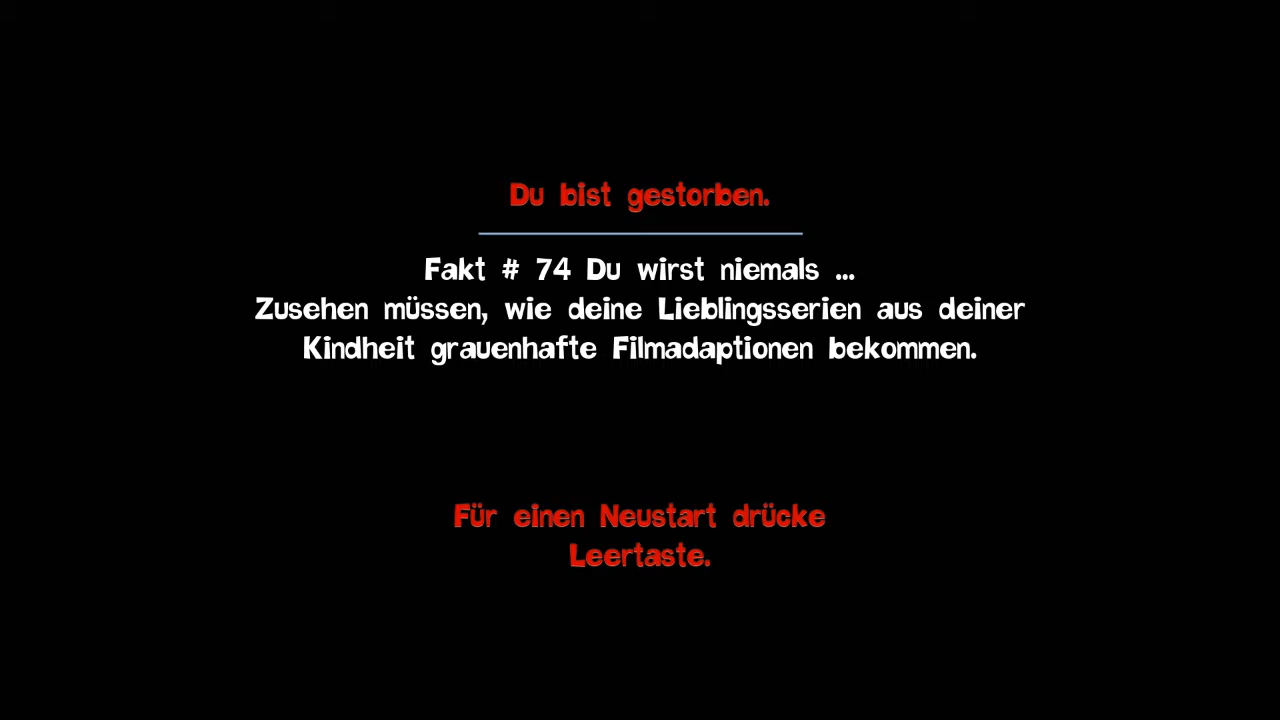 Du bist gestorben.
Fakt # 74 Du wirst niemals ...
Zusehen müssen, wie deine Lieblingsserien aus deiner
Kindheit grauenhafte Filmadaptionen bekommen.
Für einen Neustart drücke
Leertaste.